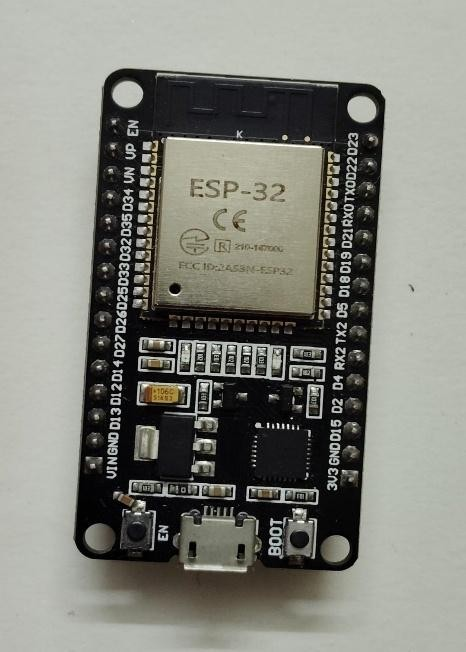 K
ESP-32
CE
R 210-
FCC ID:2A53N-ESP32
EN
VP
VN
D34
D35
D32
D33
D25
D26
D27
D14
D12
D13
GND
VIN
D23
D22
TX0
RX0
D21
D19
D18
D5
TX2
RX2
D4
D2
D15
GND
3V3
106C
EN
BOOT